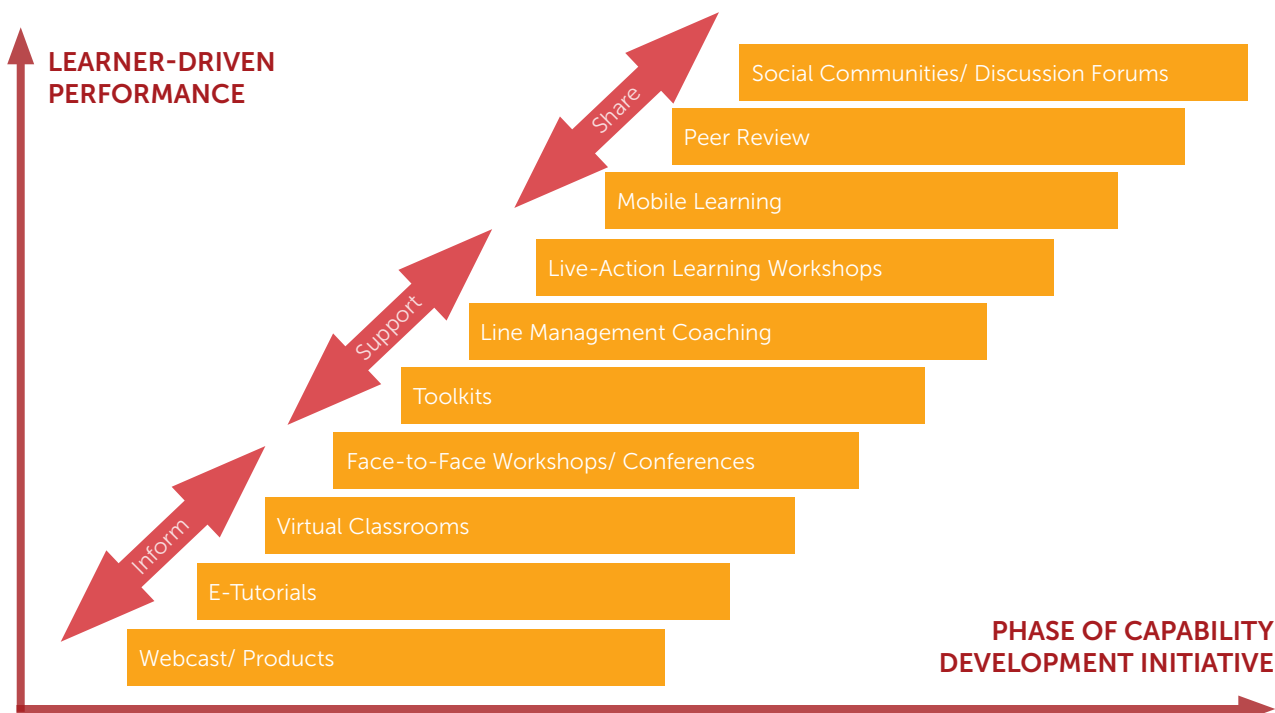 LEARNER-DRIVEN
PERFORMANCE
Share
Support
Inform
Social Communities/ Discussion Forums
Peer Review
Mobile Learning
Live-Action Learning Workshops
Line Management Coaching
Toolkits
Face-to-Face Workshops/ Conferences
Virtual Classrooms
E-Tutorials
Webcast/ Products
PHASE OF CAPABILITY
DEVELOPMENT INITIATIVE